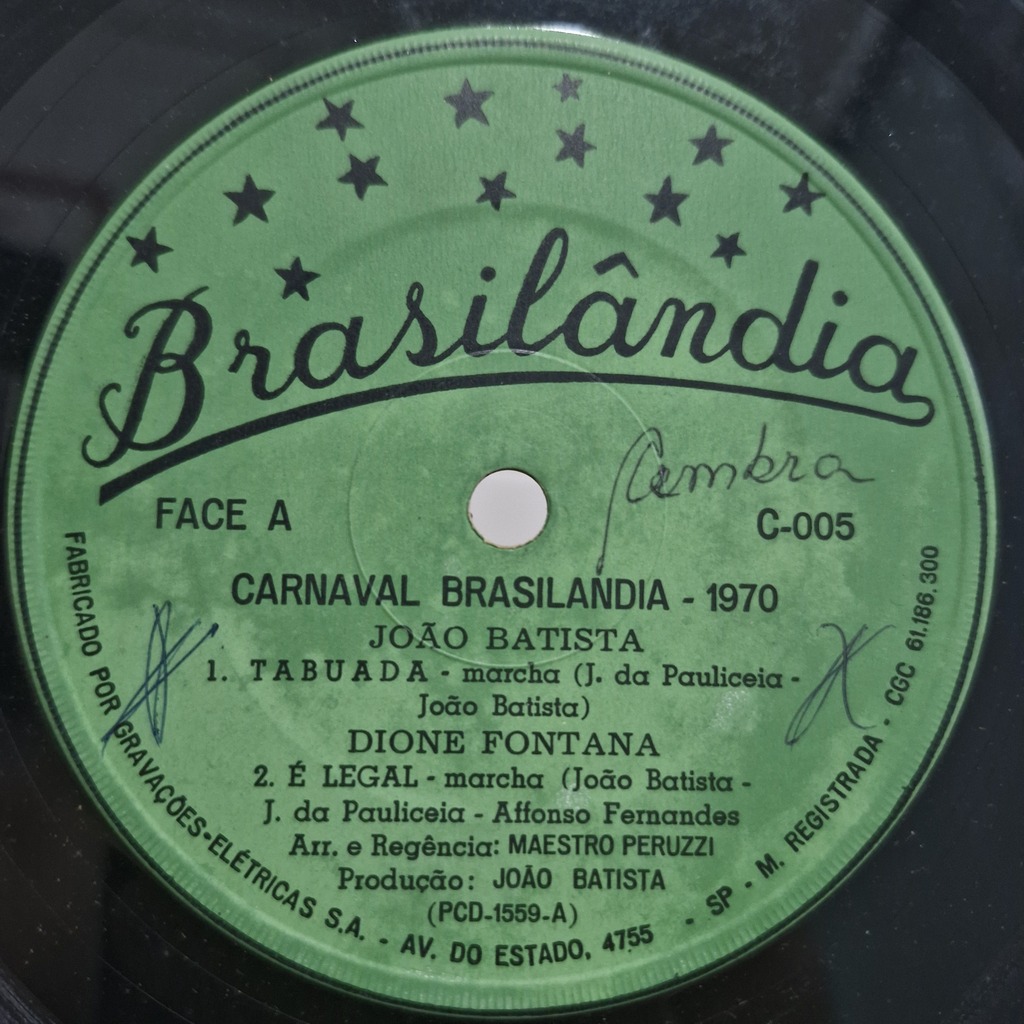 Brasilândia
Cambra
FACE A
C-005
CARNAVAL BRASILANDIA - 1970
JOÃO BATISTA
1. TABUADA - marcha (J. da Pauliceia -
João Batista)
DIONE FONTANA
2. É LEGAL - marcha (João Batista -
J. da Pauliceia - Affonso Fernandes
Arr. e Regência: MAESTRO PERUZZI
Produção: JOÃO BATISTA
(PCD-1559-A)
FABRICADO POR GRAVAÇÕES-ELÉTRICAS S.A. - AV. DO ESTADO, 4755 - SP - M. REGISTRADA - CGC 61.186.300